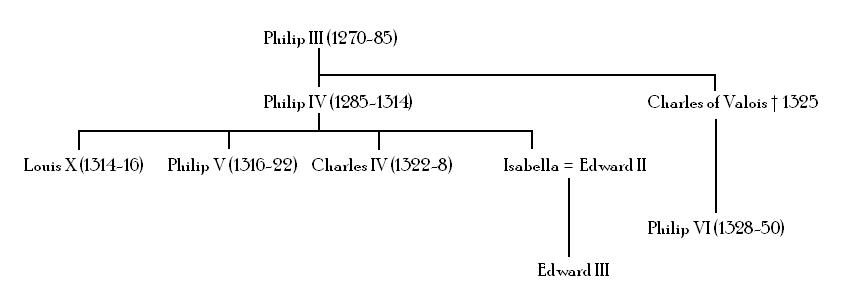 Philip III (1270-85)
Philip IV (1285-1314)
Charles of Valois † 1325
Louis X (1314-16)
Philip V (1316-22)
Charles IV (1322-8)
Isabella = Edward II
Philip VI (1328-50)
Edward III